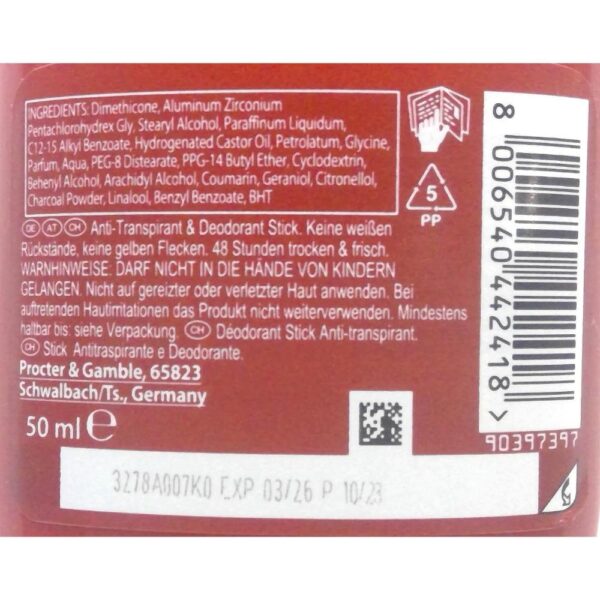 INGREDIENTS: Dimethicone, Aluminum Zirconium
Pentachlorohydrex Gly, Stearyl Alcohol, Paraffinum Liquidum,
C12-15 Alkyl Benzoate, Hydrogenated Castor Oil, Petrolatum, Glycine,
Parfum, Aqua, PEG-8 Distearate, PPG-14 Butyl Ether, Cyclodextrin,
Behenyl Alcohol, Arachidyl Alcohol, Coumarin, Geraniol, Citronellol,
Charcoal Powder, Linalool, Benzyl Benzoate, BHT
DE AT CH Anti-Transpirant & Deodorant Stick. Keine weißen
Rückstände, keine gelben Flecken. 48 Stunden trocken & frisch.
WARNHINWEISE: DARF NICHT IN DIE HÄNDE VON KINDERN
GELANGEN. Nicht auf gereizter oder verletzter Haut anwenden. Bei
auftretenden Hautirritationen das Produkt nicht weiterverwenden. Mindestens
haltbar bis: siehe Verpackung. CH Déodorant Stick Anti-transpirant.
CH Stick Antitraspirante e Deodorante.
Procter & Gamble, 65823
Schwalbach/Ts., Germany
50 ml e
3278A007K0 EXP 03/26 P 10/23
5
PP
8 006540 442418 >
90397397